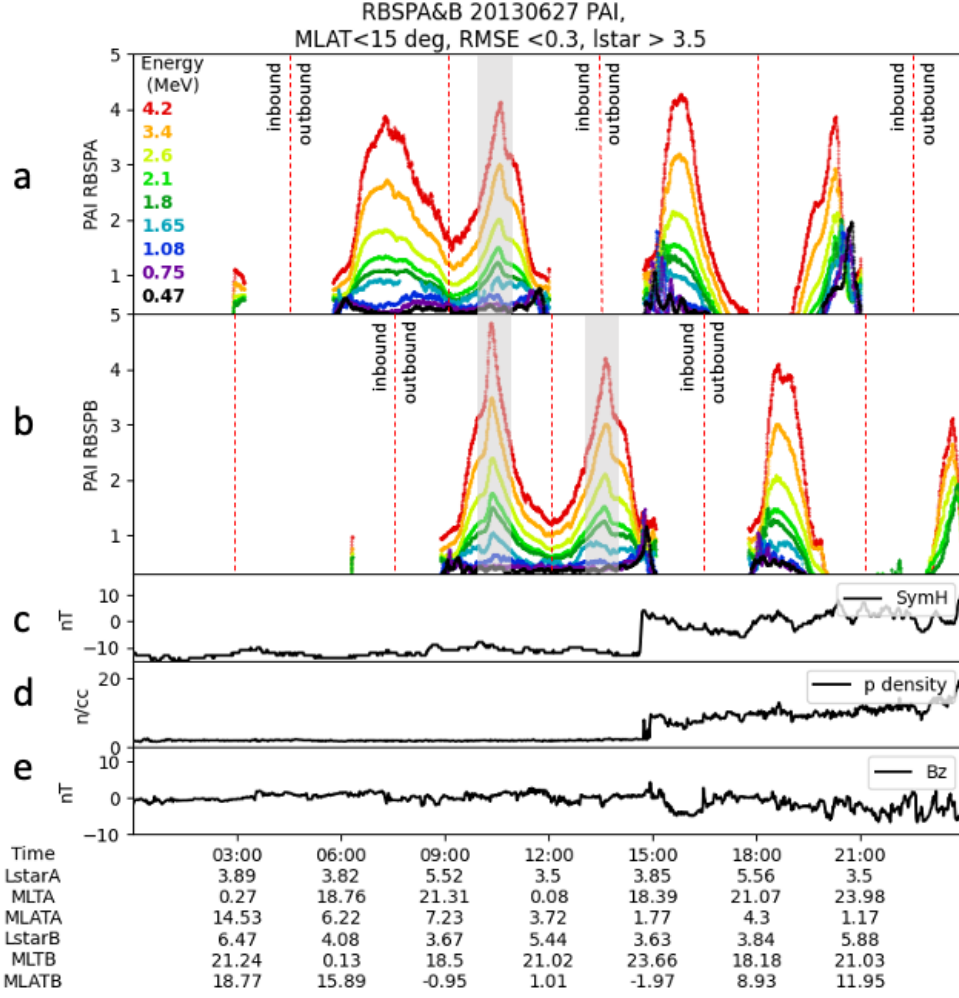 RBSPA&B 20130627 PAI,
MLAT<15 deg, RMSE <0.3, lstar > 3.5
a
PAI RBSPA
5
4
3
2
1
5
Energy
(MeV)
4.2
3.4
2.6
2.1
1.8
1.65
1.08
0.75
0.47
inbound
outbound
inbound
outbound
inbound
outbound
b
PAI RBSPB
4
3
2
1
inbound
outbound
inbound
outbound
c
nT
10
0
−10
SymH
d
n/cc
20
0
p density
e
nT
10
0
−10
Bz
Time 03:00 06:00 09:00 12:00 15:00 18:00 21:00
LstarA 3.89 3.82 5.52 3.5 3.85 5.56 3.5
MLTA 0.27 18.76 21.31 0.08 18.39 21.07 23.98
MLATA 14.53 6.22 7.23 3.72 1.77 4.3 1.17
LstarB 6.47 4.08 3.67 5.44 3.63 3.84 5.88
MLTB 21.24 0.13 18.5 21.02 23.66 18.18 21.03
MLATB 18.77 15.89 -0.95 1.01 -1.97 8.93 11.95